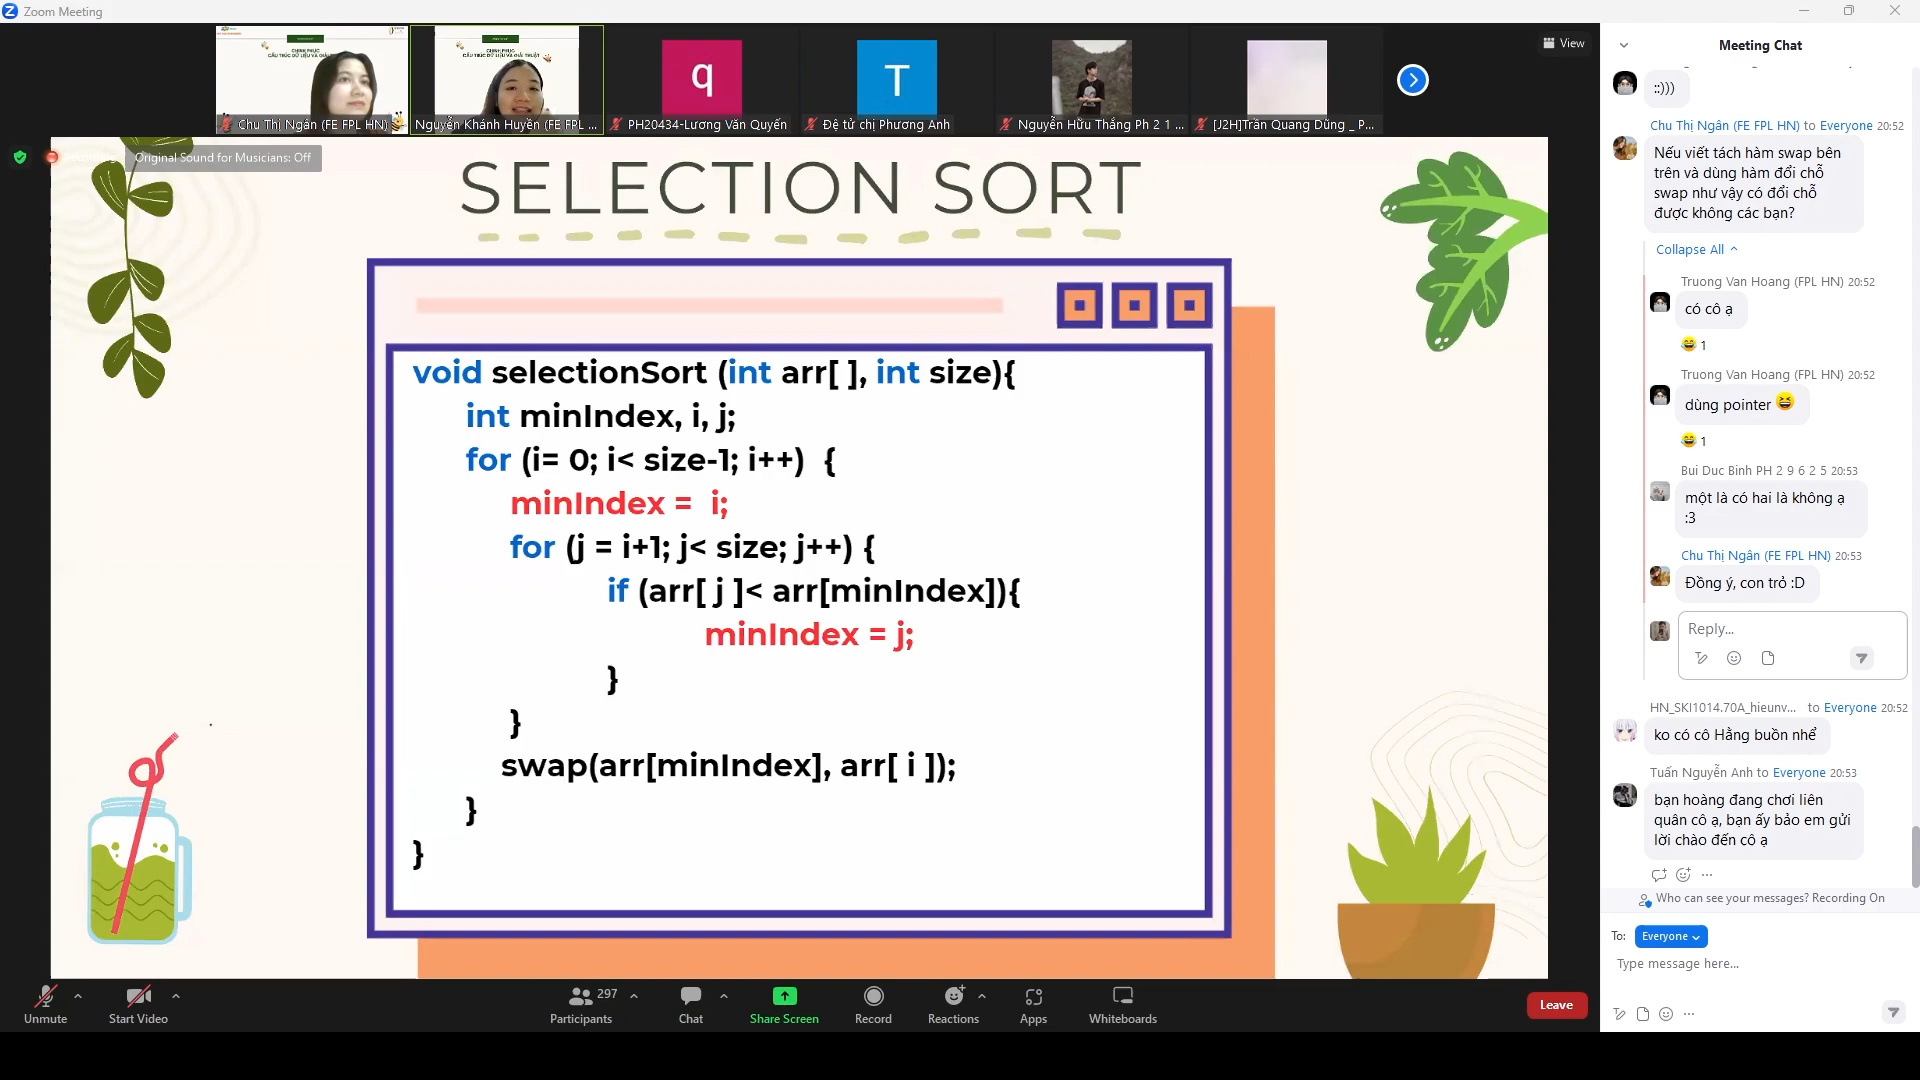 Zoom Meeting
CHINH PHỤC
CHINH PHỤC
View
Chu Thị Ngân (FE FPL HN)
Nguyễn Khánh Huyền (FE FPL ...
q
PH20434-Lương Văn Quyến
T
Đệ tử chị Phương Anh
Nguyễn Hữu Thắng Ph 2 1 ...
[J2H]Trần Quang Dũng _ P...
Original Sound for Musicians: Off
SELECTION SORT
void selectionSort (int arr[ ], int size){
int minIndex, i, j;
for (i= 0; i< size-1; i++) {
minIndex = i;
for (j = i+1; j< size; j++) {
if (arr[ j ]< arr[minIndex]){
minIndex = j;
}
}
swap(arr[minIndex], arr[ i ]);
}
}
Unmute
Start Video
297
Participants
Chat
Share Screen
Record
Reactions
Apps
Whiteboards
Leave
Meeting Chat
::)))
Chu Thị Ngân (FE FPL HN) to Everyone 20:52
Nếu viết tách hàm swap bên
trên và dùng hàm đổi chỗ
swap như vậy có đổi chỗ
được không các bạn?
Collapse All
Truong Van Hoang (FPL HN) 20:52
có cô ạ
1
Truong Van Hoang (FPL HN) 20:52
dùng pointer 😆
1
Bui Duc Binh PH 2 9 6 2 5 20:53
một là có hai là không ạ
:3
Chu Thị Ngân (FE FPL HN) 20:53
Đồng ý, con trỏ :D
Reply...
HN_SKI1014.70A_hieunv... to Everyone 20:52
ko có cô Hằng buồn nhể
Tuấn Nguyễn Anh to Everyone 20:53
bạn hoàng đang chơi liên
quân cô ạ, bạn ấy bảo em gửi
lời chào đến cô ạ
Who can see your messages? Recording On
To: Everyone
Type message here...